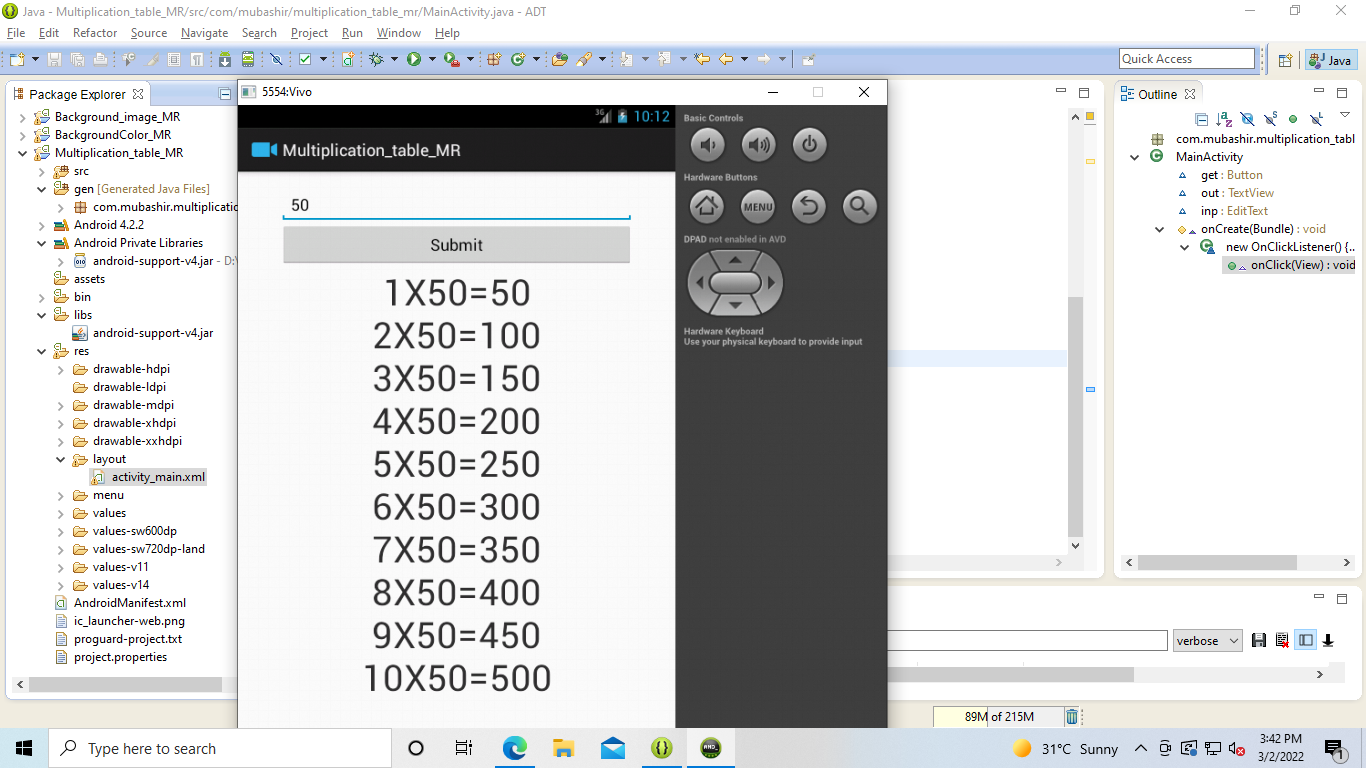 Java - Multiplication_table_MR/src/com/mubashir/multiplication_table_mr/MainActivity.java - ADT
File Edit Refactor Source Navigate Search Project Run Window Help
Quick Access
Java
Package Explorer
Background_image_MR
BackgroundColor_MR
Multiplication_table_MR
src
gen [Generated Java Files]
com.mubashir.multiplicatio
Android 4.2.2
Android Private Libraries
android-support-v4.jar - D:\
assets
bin
libs
android-support-v4.jar
res
drawable-hdpi
drawable-ldpi
drawable-mdpi
drawable-xhdpi
drawable-xxhdpi
layout
activity_main.xml
menu
values
values-sw600dp
values-sw720dp-land
values-v11
values-v14
AndroidManifest.xml
ic_launcher-web.png
proguard-project.txt
project.properties
5554:Vivo
3G 10:12
Multiplication_table_MR
50
Submit
1X50=50
2X50=100
3X50=150
4X50=200
5X50=250
6X50=300
7X50=350
8X50=400
9X50=450
10X50=500
Basic Controls
Hardware Buttons
MENU
DPAD not enabled in AVD
Hardware Keyboard
Use your physical keyboard to provide input
Outline
com.mubashir.multiplication_tabl
MainActivity
get : Button
out : TextView
inp : EditText
onCreate(Bundle) : void
new OnClickListener() {...
onClick(View) : void
verbose
89M of 215M
Type here to search
31°C Sunny
3:42 PM
3/2/2022
1